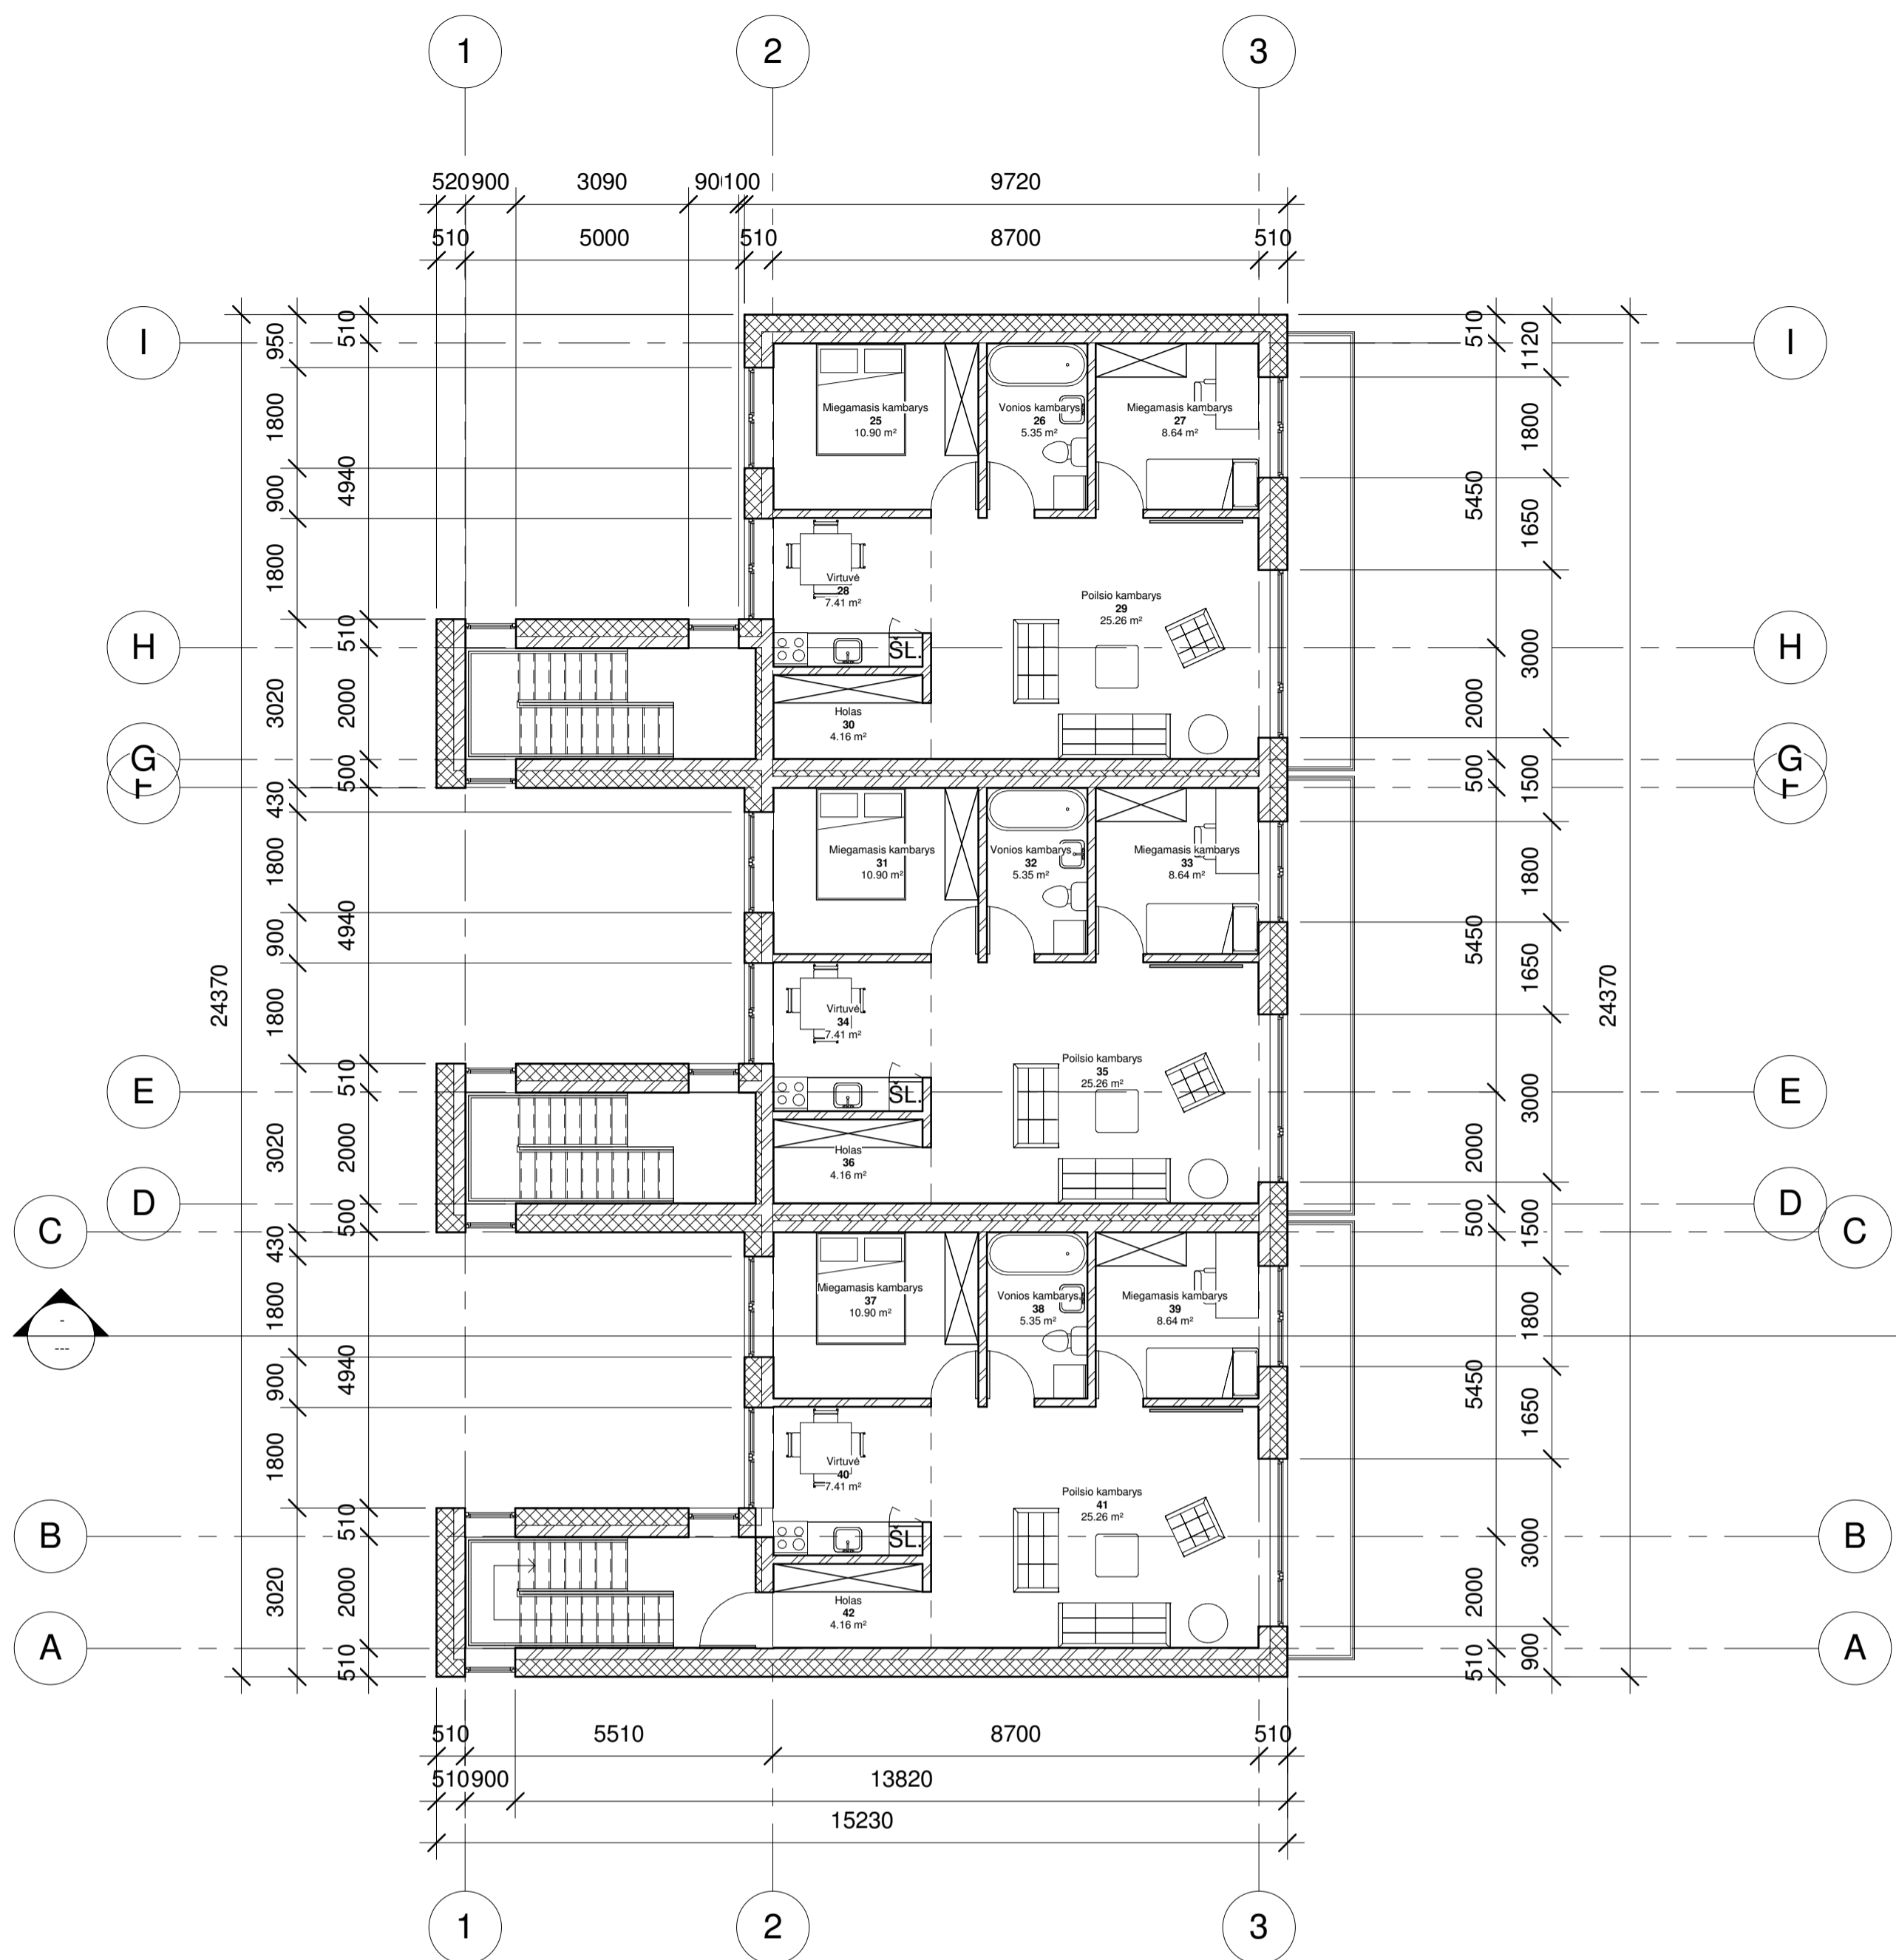 1
2
3
520
900
3090
900
100
9720
510
5000
510
8700
510
I
I
950
510
510
1120
1800
4940
900
1800
5450
1650
1800
Miegamasis kambarys
25
10.90 m²
Vonios kambarys
26
5.35 m²
Miegamasis kambarys
27
8.64 m²
Virtuvė
28
7.41 m²
Poilsio kambarys
29
25.26 m²
ŠL.
Holas
30
4.16 m²
H
H
510
3020
2000
3000
2000
G
G
F
F
500
430
500
1500
1800
4940
900
1800
5450
1650
1800
24370
24370
Miegamasis kambarys
31
10.90 m²
Vonios kambarys
32
5.35 m²
Miegamasis kambarys
33
8.64 m²
Virtuvė
34
7.41 m²
Poilsio kambarys
35
25.26 m²
ŠL.
Holas
36
4.16 m²
E
E
510
3020
2000
3000
2000
D
D
C
C
500
430
500
1500
-
---
1800
4940
900
1800
5450
1650
1800
Miegamasis kambarys
37
10.90 m²
Vonios kambarys
38
5.35 m²
Miegamasis kambarys
39
8.64 m²
Virtuvė
40
7.41 m²
Poilsio kambarys
41
25.26 m²
ŠL.
Holas
42
4.16 m²
B
B
510
3020
2000
3000
2000
A
A
510
510
900
510
5510
8700
510
510
900
13820
15230
1
2
3